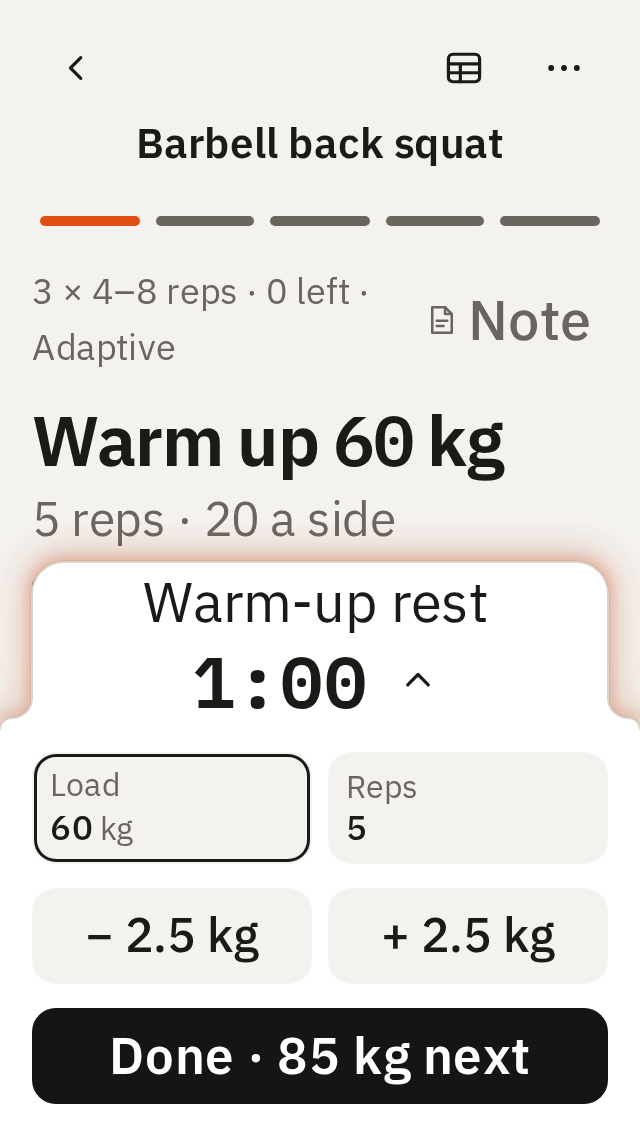 Barbell back squat
3 × 4–8 reps · 0 left ·
Adaptive
Note
Warm up 60 kg
5 reps · 20 a side
Warm-up rest
1:00
Load
60 kg
Reps
5
− 2.5 kg
+ 2.5 kg
Done · 85 kg next